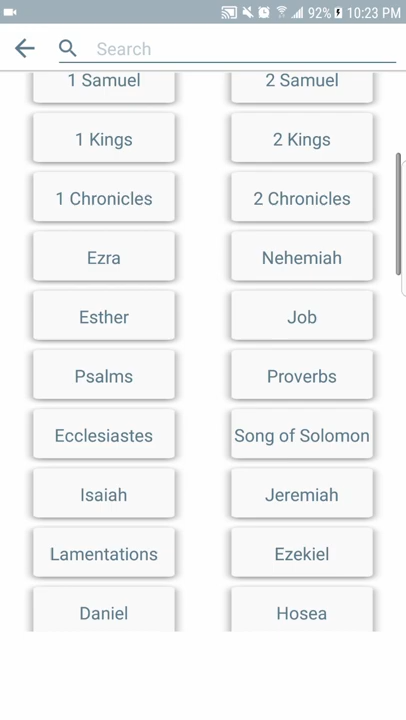 92% 10:23 PM
Search
1 Samuel 2 Samuel
1 Kings 2 Kings
1 Chronicles 2 Chronicles
Ezra Nehemiah
Esther Job
Psalms Proverbs
Ecclesiastes Song of Solomon
Isaiah Jeremiah
Lamentations Ezekiel
Daniel Hosea